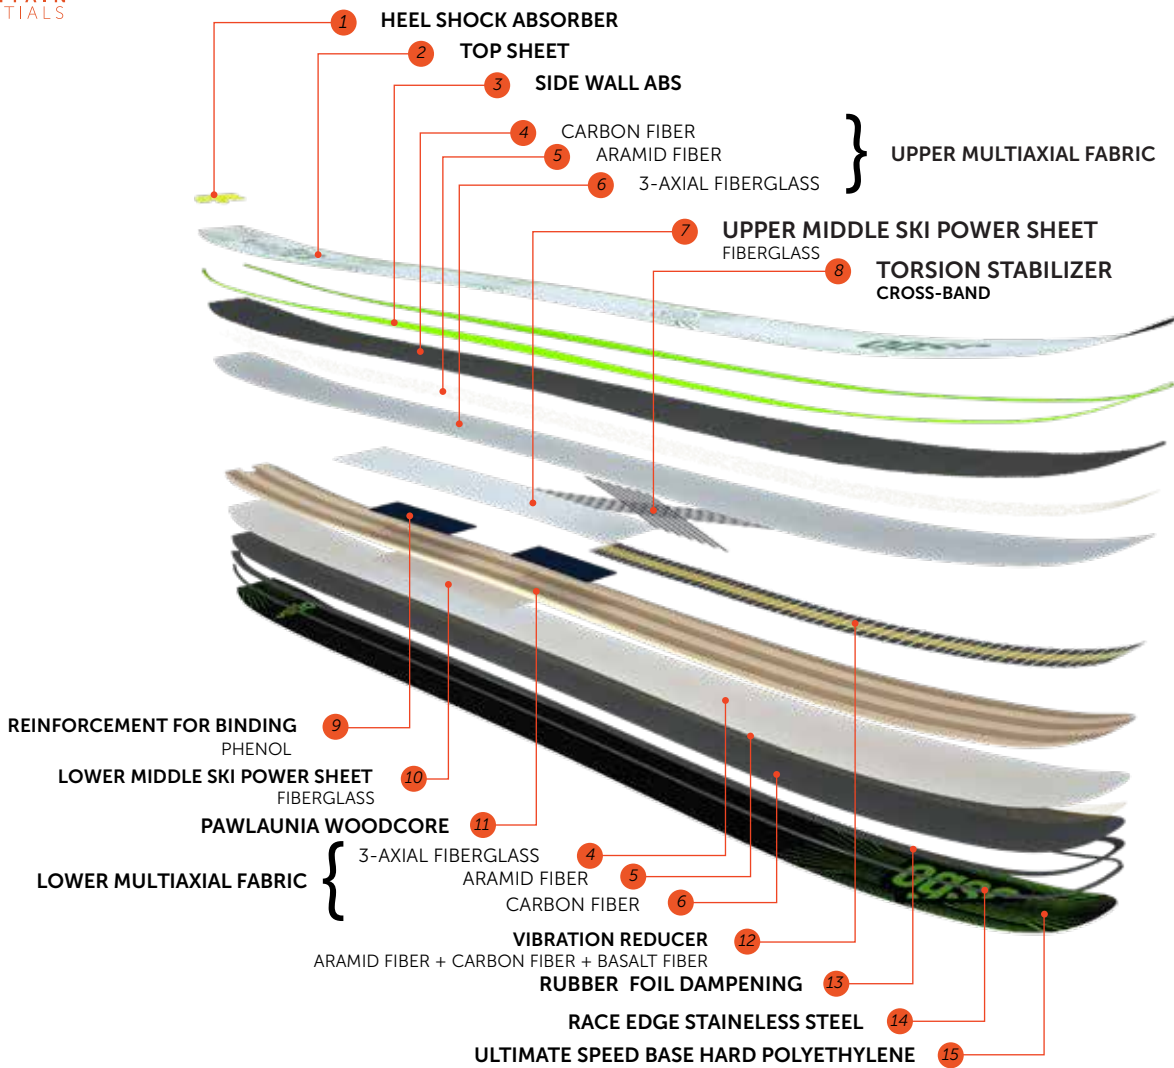 TIALS
1 HEEL SHOCK ABSORBER
2 TOP SHEET
3 SIDE WALL ABS
4 CARBON FIBER
5 ARAMID FIBER
6 3-AXIAL FIBERGLASS
} UPPER MULTIAXIAL FABRIC
7 UPPER MIDDLE SKI POWER SHEET
FIBERGLASS
8 TORSION STABILIZER
CROSS-BAND
REINFORCEMENT FOR BINDING 9
PHENOL
LOWER MIDDLE SKI POWER SHEET 10
FIBERGLASS
PAWLAUNIA WOODCORE 11
LOWER MULTIAXIAL FABRIC {
3-AXIAL FIBERGLASS 4
ARAMID FIBER 5
CARBON FIBER 6
VIBRATION REDUCER 12
ARAMID FIBER + CARBON FIBER + BASALT FIBER
RUBBER FOIL DAMPENING 13
RACE EDGE STAINELESS STEEL 14
ULTIMATE SPEED BASE HARD POLYETHYLENE 15